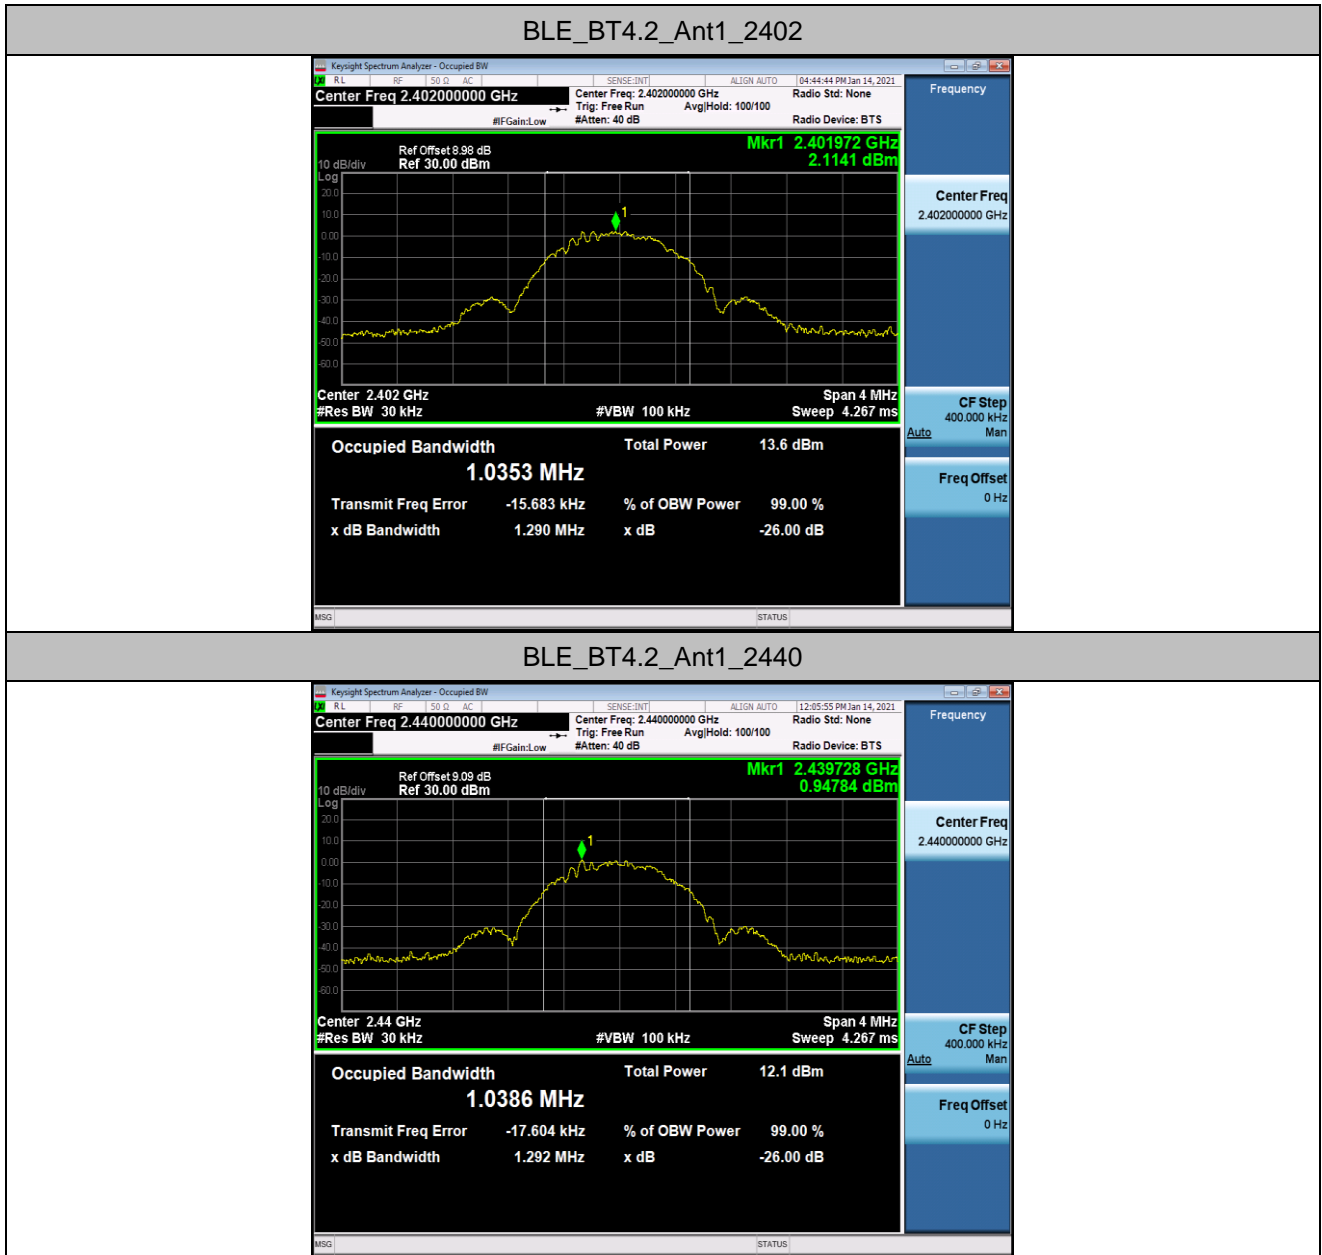 BLE_BT4.2_Ant1_2402
Keysight Spectrum Analyzer - Occupied BW
RL RF 50 Ω AC SENSE:INT ALIGN AUTO 04:44:44 PM Jan 14, 2021
Center Freq 2.402000000 GHz
Center Freq: 2.402000000 GHz
Radio Std: None
Trig: Free Run Avg|Hold: 100/100
#IFGain:Low #Atten: 40 dB Radio Device: BTS
Frequency
Mkr1 2.401972 GHz
2.1141 dBm
Ref Offset 8.98 dB
10 dB/div Ref 30.00 dBm
Log
20.0
10.0
0.00
-10.0
-20.0
-30.0
-40.0
-50.0
-60.0
1
Center 2.402 GHz Span 4 MHz
#Res BW 30 kHz #VBW 100 kHz Sweep 4.267 ms
Occupied Bandwidth Total Power 13.6 dBm
1.0353 MHz
Transmit Freq Error -15.683 kHz % of OBW Power 99.00 %
x dB Bandwidth 1.290 MHz x dB -26.00 dB
Center Freq
2.402000000 GHz
CF Step
400.000 kHz
Auto Man
Freq Offset
0 Hz
MSG STATUS
BLE_BT4.2_Ant1_2440
Keysight Spectrum Analyzer - Occupied BW
RL RF 50 Ω AC SENSE:INT ALIGN AUTO 12:05:55 PM Jan 14, 2021
Center Freq 2.440000000 GHz
Center Freq: 2.440000000 GHz
Radio Std: None
Trig: Free Run Avg|Hold: 100/100
#IFGain:Low #Atten: 40 dB Radio Device: BTS
Frequency
Mkr1 2.439728 GHz
0.94784 dBm
Ref Offset 9.09 dB
10 dB/div Ref 30.00 dBm
Log
20.0
10.0
0.00
-10.0
-20.0
-30.0
-40.0
-50.0
-60.0
1
Center 2.44 GHz Span 4 MHz
#Res BW 30 kHz #VBW 100 kHz Sweep 4.267 ms
Occupied Bandwidth Total Power 12.1 dBm
1.0386 MHz
Transmit Freq Error -17.604 kHz % of OBW Power 99.00 %
x dB Bandwidth 1.292 MHz x dB -26.00 dB
Center Freq
2.440000000 GHz
CF Step
400.000 kHz
Auto Man
Freq Offset
0 Hz
MSG STATUS